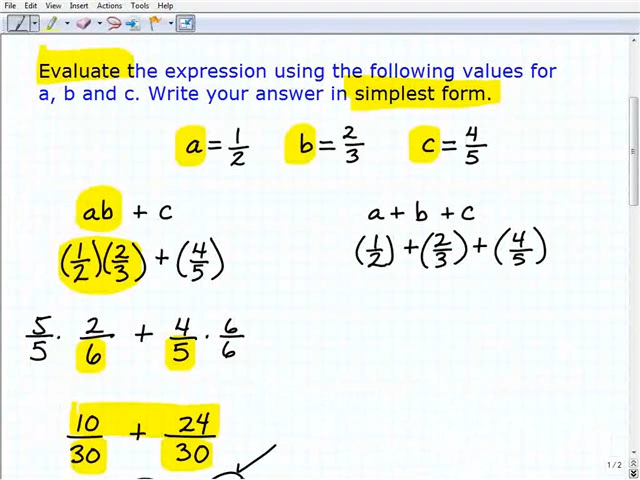 File Edit View Insert Actions Tools Help
Evaluate the expression using the following values for
a, b and c. Write your answer in simplest form.
a = 1/2 b = 2/3 c = 4/5
ab + c
(1/2)(2/3) + (4/5)
5/5 · 2/6 + 4/5 · 6/6
10/30 + 24/30
a + b + c
(1/2) + (2/3) + (4/5)
1 / 2